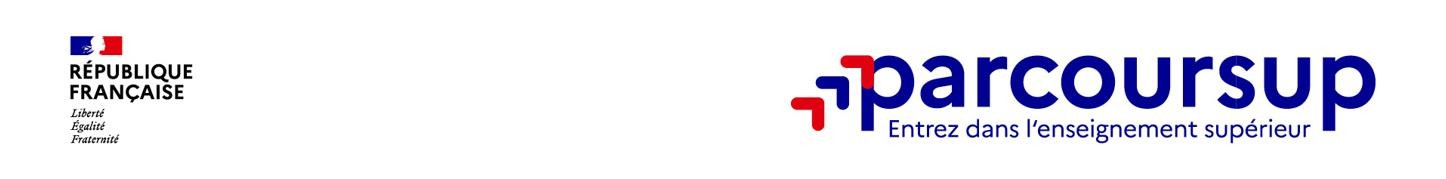 RÉPUBLIQUE
FRANÇAISE
Liberté
Égalité
Fraternité
parcoursup
Entrez dans l'enseignement supérieur